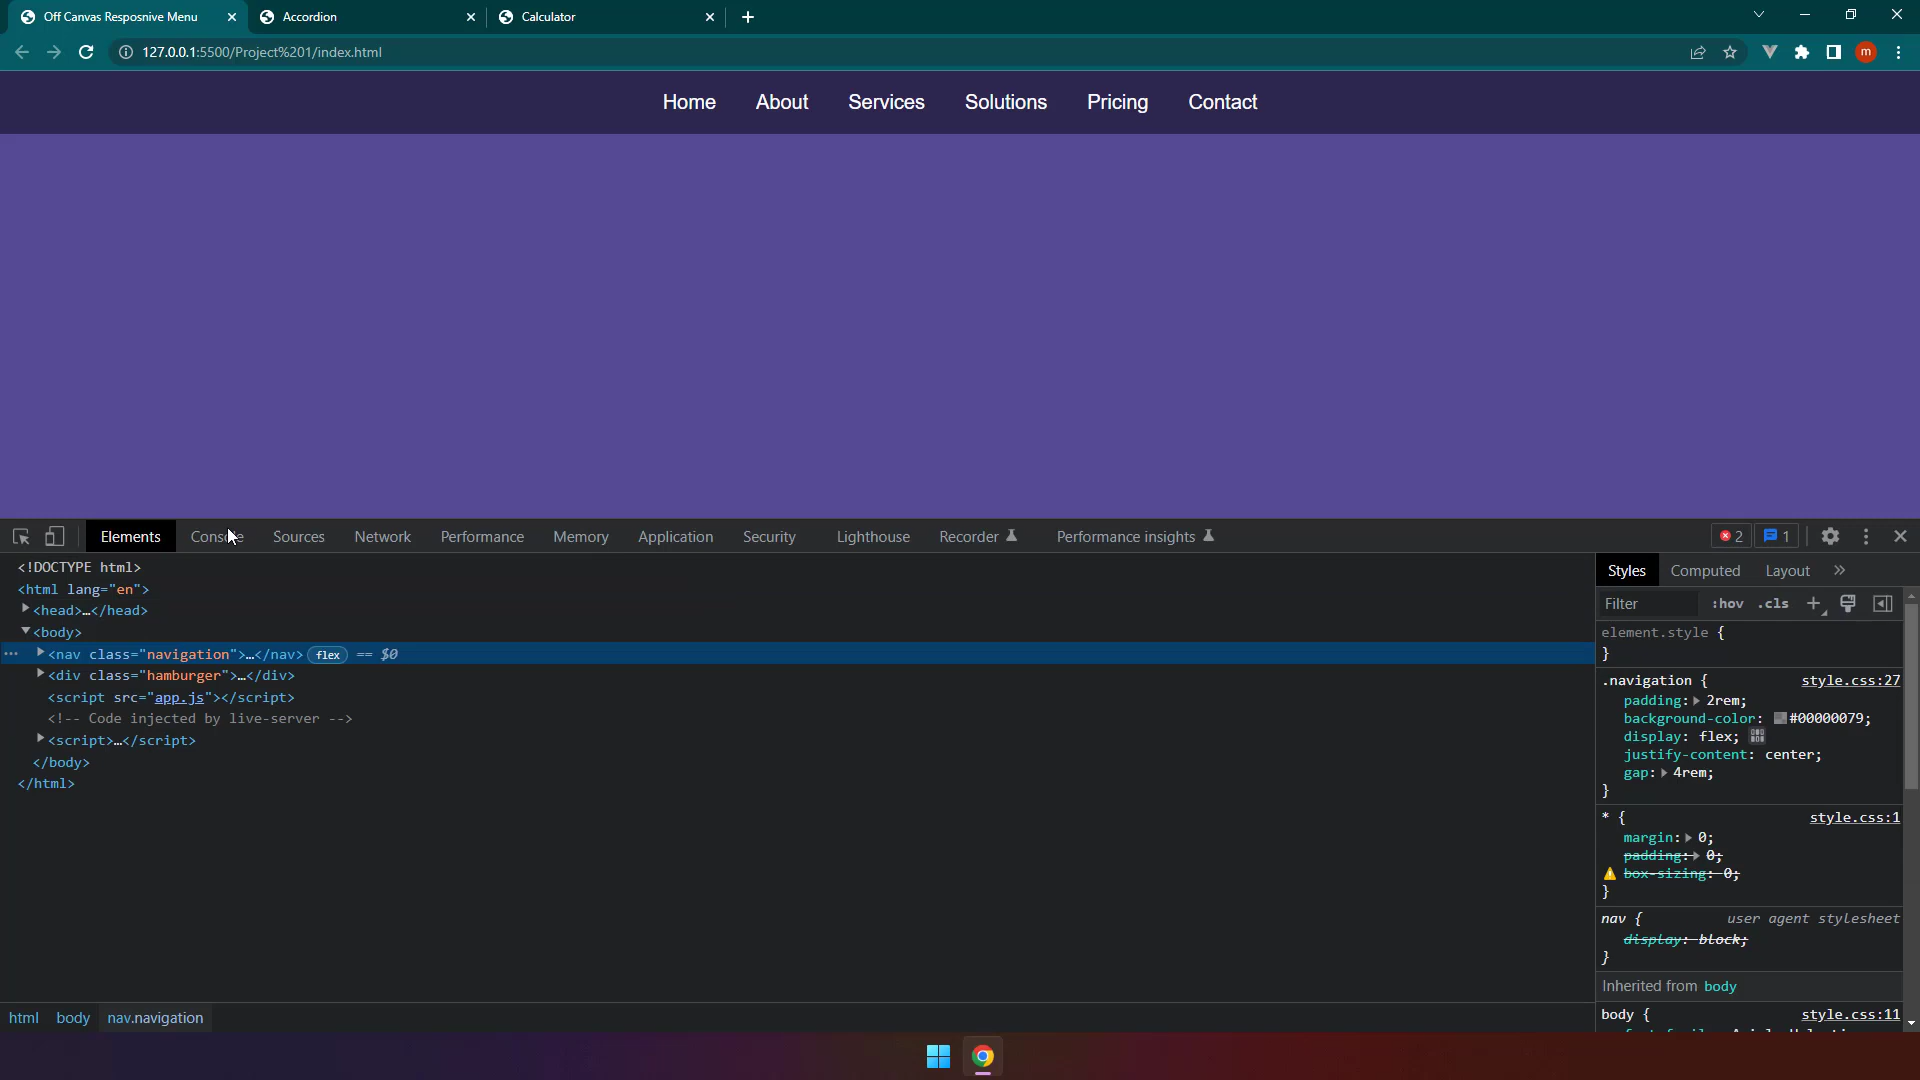 Off Canvas Resposnive Menu
Accordion
Calculator
127.0.0.1:5500/Project%201/index.html
m
Home About Services Solutions Pricing Contact
Elements Console Sources Network Performance Memory Application Security Lighthouse Recorder Performance insights 2 1
<!DOCTYPE html>
<html lang="en">
<head>…</head>
<body>
<nav class="navigation">…</nav> flex == $0
<div class="hamburger">…</div>
<script src="app.js"></script>
<!-- Code injected by live-server -->
<script>…</script>
</body>
</html>
html body nav.navigation
Styles Computed Layout
Filter :hov .cls
element.style {
}
.navigation { style.css:27
padding: 2rem;
background-color: #00000079;
display: flex;
justify-content: center;
gap: 4rem;
}
* { style.css:1
margin: 0;
padding: 0;
box-sizing: 0;
}
nav { user agent stylesheet
display: block;
}
Inherited from body
body { style.css:11